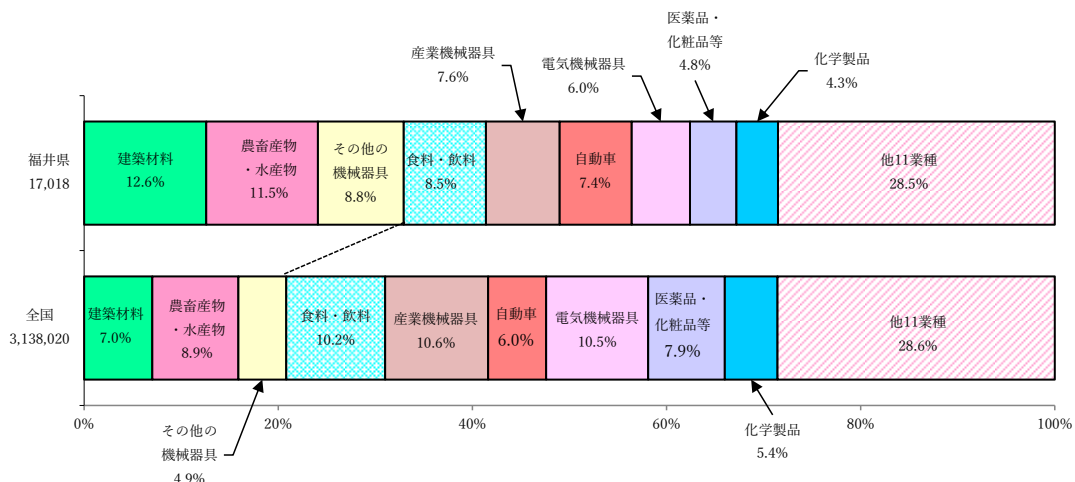 医薬品・
化粧品等
4.8%
産業機械器具
7.6%
電気機械器具
6.0%
化学製品
4.3%
福井県
17,018
建築材料
12.6%
農畜産物
・水産物
11.5%
その他の
機械器具
8.8%
食料・飲料
8.5%
自動車
7.4%
他11業種
28.5%
全国
3,138,020
建築材料
7.0%
農畜産物
・水産物
8.9%
食料・飲料
10.2%
産業機械器具
10.6%
自動車
6.0%
電気機械器具
10.5%
医薬品・
化粧品等
7.9%
他11業種
28.6%
0%
20%
40%
60%
80%
100%
その他の
機械器具
4.9%
化学製品
5.4%